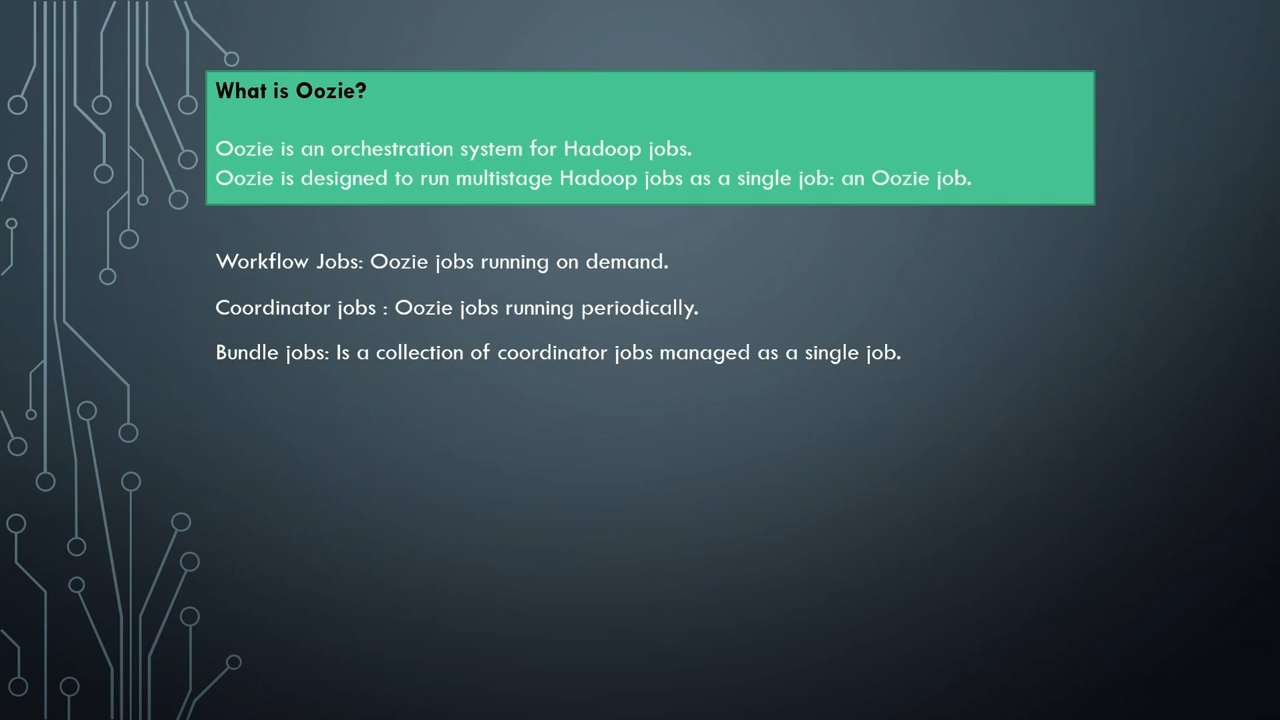 What is Oozie?
Oozie is an orchestration system for Hadoop jobs.
Oozie is designed to run multistage Hadoop jobs as a single job: an Oozie job.
Workflow Jobs: Oozie jobs running on demand.
Coordinator jobs : Oozie jobs running periodically.
Bundle jobs: Is a collection of coordinator jobs managed as a single job.